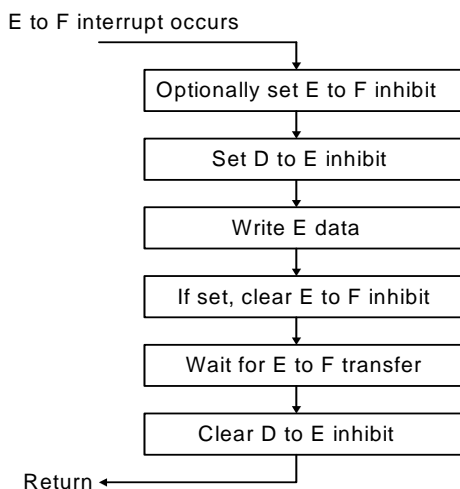 E to F interrupt occurs
Optionally set E to F inhibit
Set D to E inhibit
Write E data
If set, clear E to F inhibit
Wait for E to F transfer
Clear D to E inhibit
Return